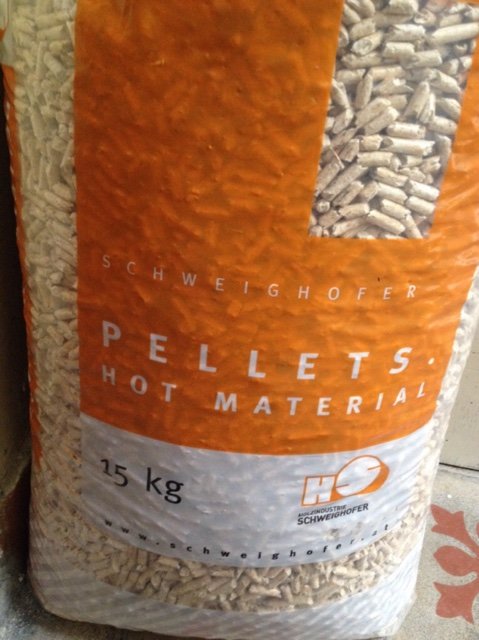 SCHWEIGHOFER
PELLETS.
HOT MATERIAL
15 kg
HS
HOLZINDUSTRIE
SCHWEIGHOFER
www.schweighofer.at